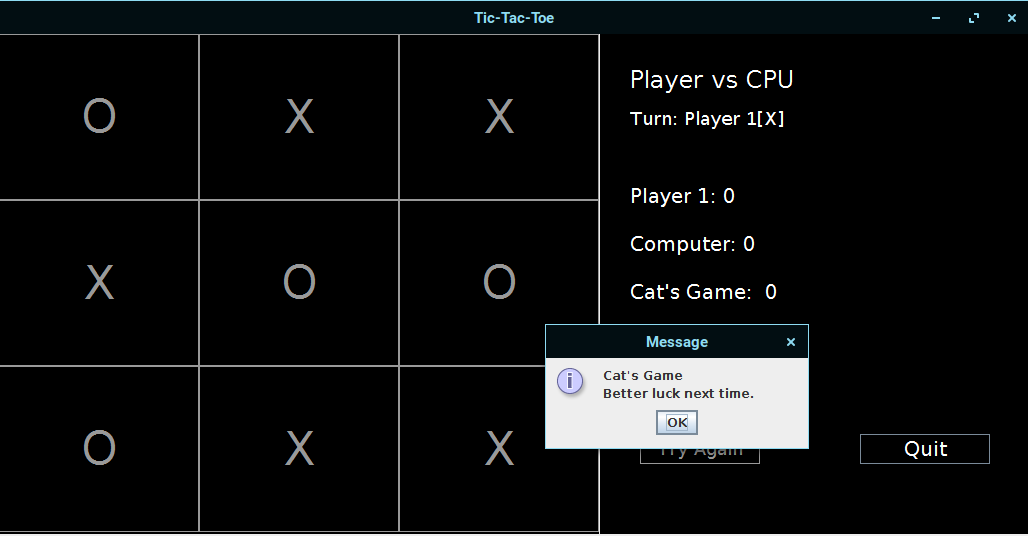 Tic-Tac-Toe
O X X
X O O
O X X
Player vs CPU
Turn: Player 1[X]
Player 1: 0
Computer: 0
Cat's Game:  0
Message
Cat's Game
Better luck next time.
OK
Try Again
Quit